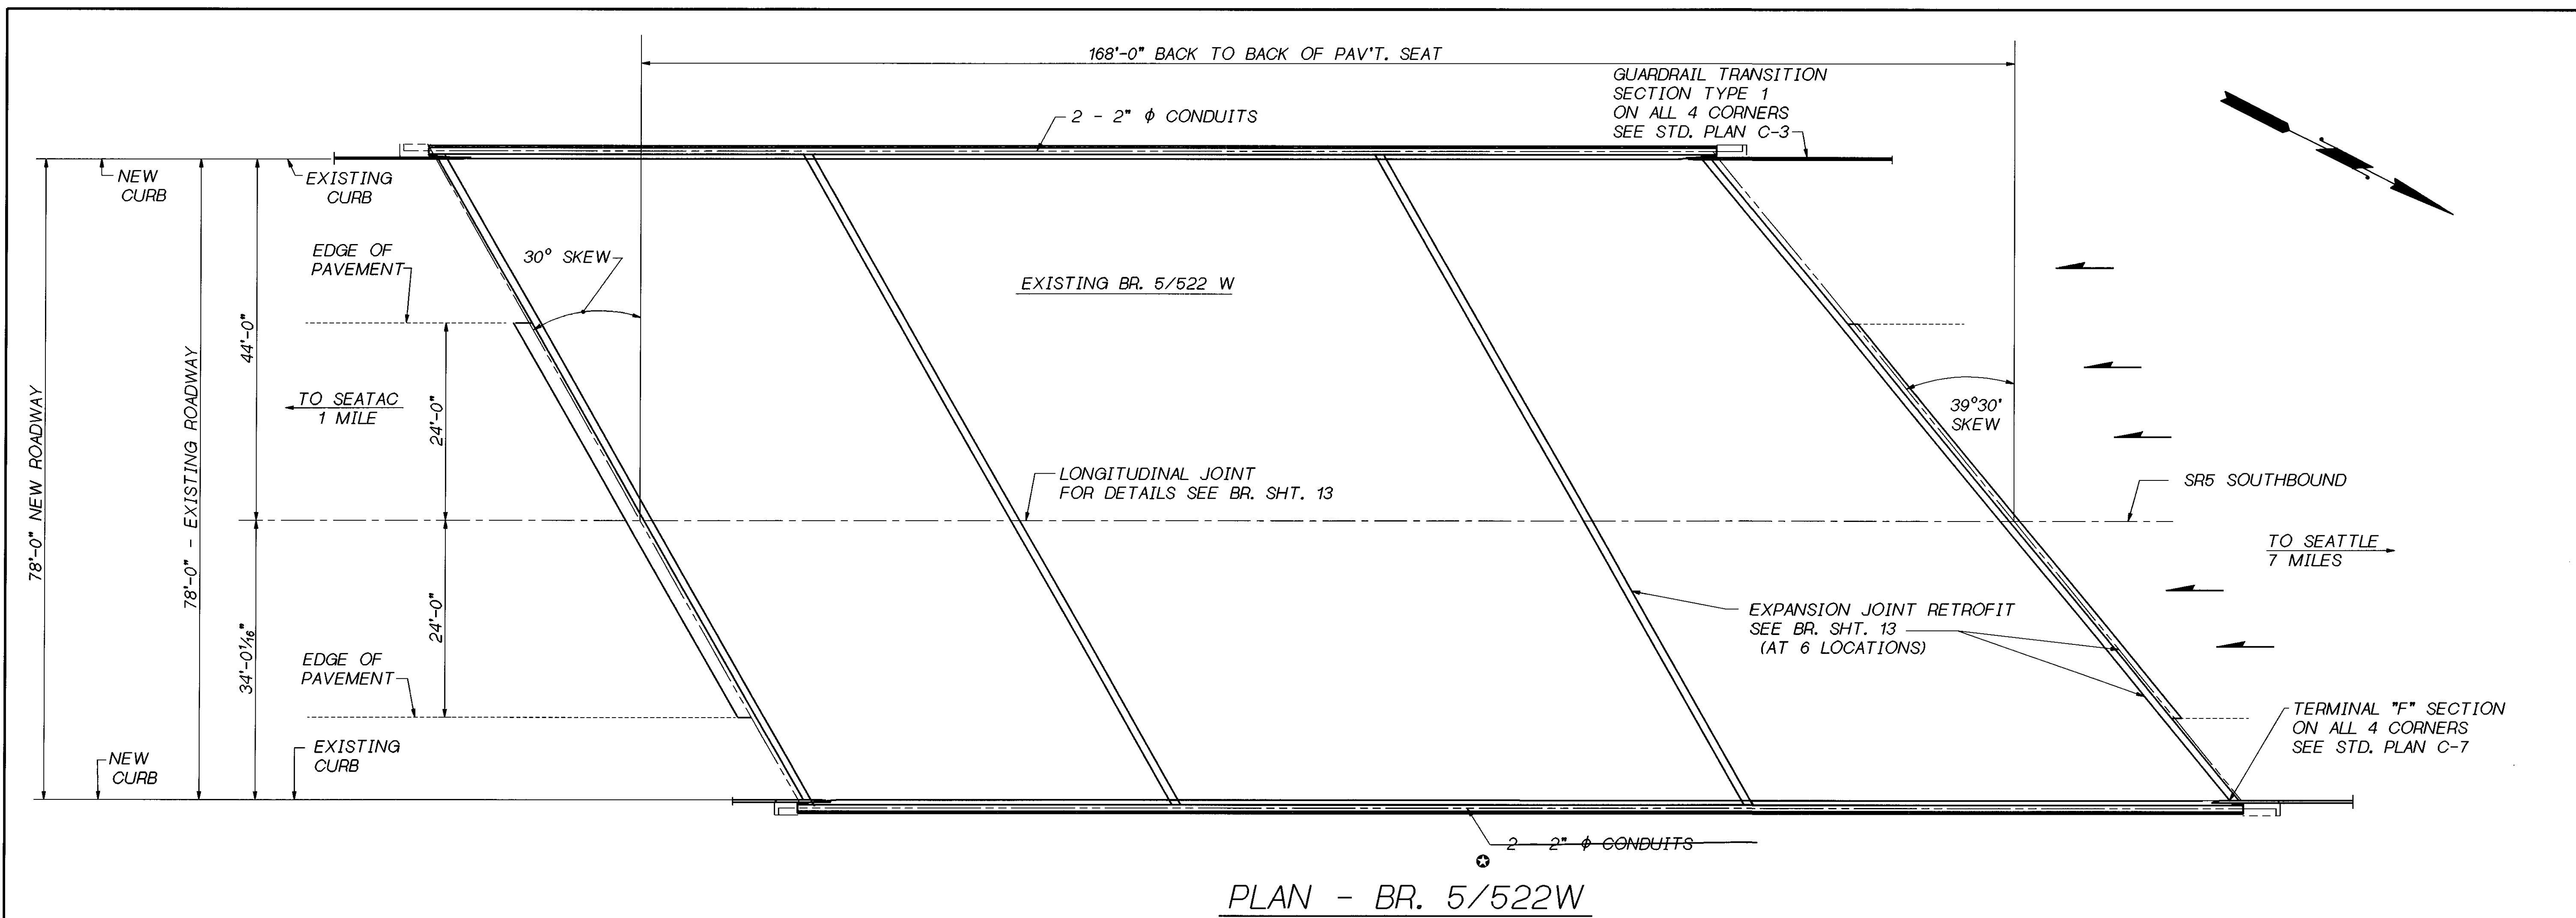 168'-0" BACK TO BACK OF PAV'T. SEAT
GUARDRAIL TRANSITION
SECTION TYPE 1
ON ALL 4 CORNERS
SEE STD. PLAN C-3
2 - 2" ϕ CONDUITS
NEW
CURB
EXISTING
CURB
EDGE OF
PAVEMENT
30° SKEW
EXISTING BR. 5/522 W
44'-0"
78'-0" NEW ROADWAY
78'-0" - EXISTING ROADWAY
TO SEATAC
1 MILE
24'-0"
39°30'
SKEW
LONGITUDINAL JOINT
FOR DETAILS SEE BR. SHT. 13
SR5 SOUTHBOUND
TO SEATTLE
7 MILES
EXPANSION JOINT RETROFIT
SEE BR. SHT. 13
(AT 6 LOCATIONS)
34'-0 1/16"
24'-0"
EDGE OF
PAVEMENT
TERMINAL "F" SECTION
ON ALL 4 CORNERS
SEE STD. PLAN C-7
NEW
CURB
EXISTING
CURB
2 - 2" ϕ CONDUITS
PLAN - BR. 5/522W